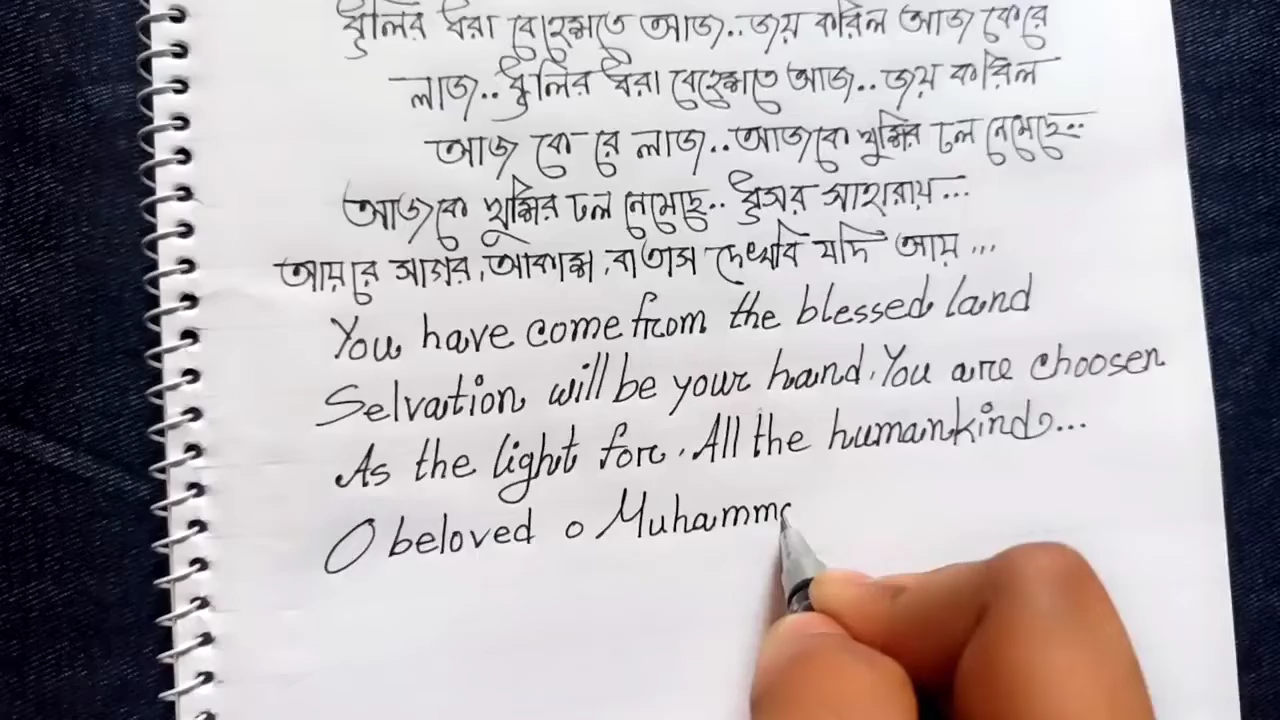 ধুলির ধরা বেহেশতে আজ..জয় করিল আজ কেরে
লাজ..ধুলির ধরা বেহেশতে আজ..জয় করিল
আজ কে রে লাজ..আজকে খুশির ঢল নেমেছে..
আজকে খুশির ঢল নেমেছে.. ধুসর সাহারায়...
আয়রে সাগর,আকাশ,বাতাস দেখবি যদি আয়...
You have come from the blessed land
Selvation will be your hand.You are choosen
As the light for.All the humankind...
O beloved o Muhamma